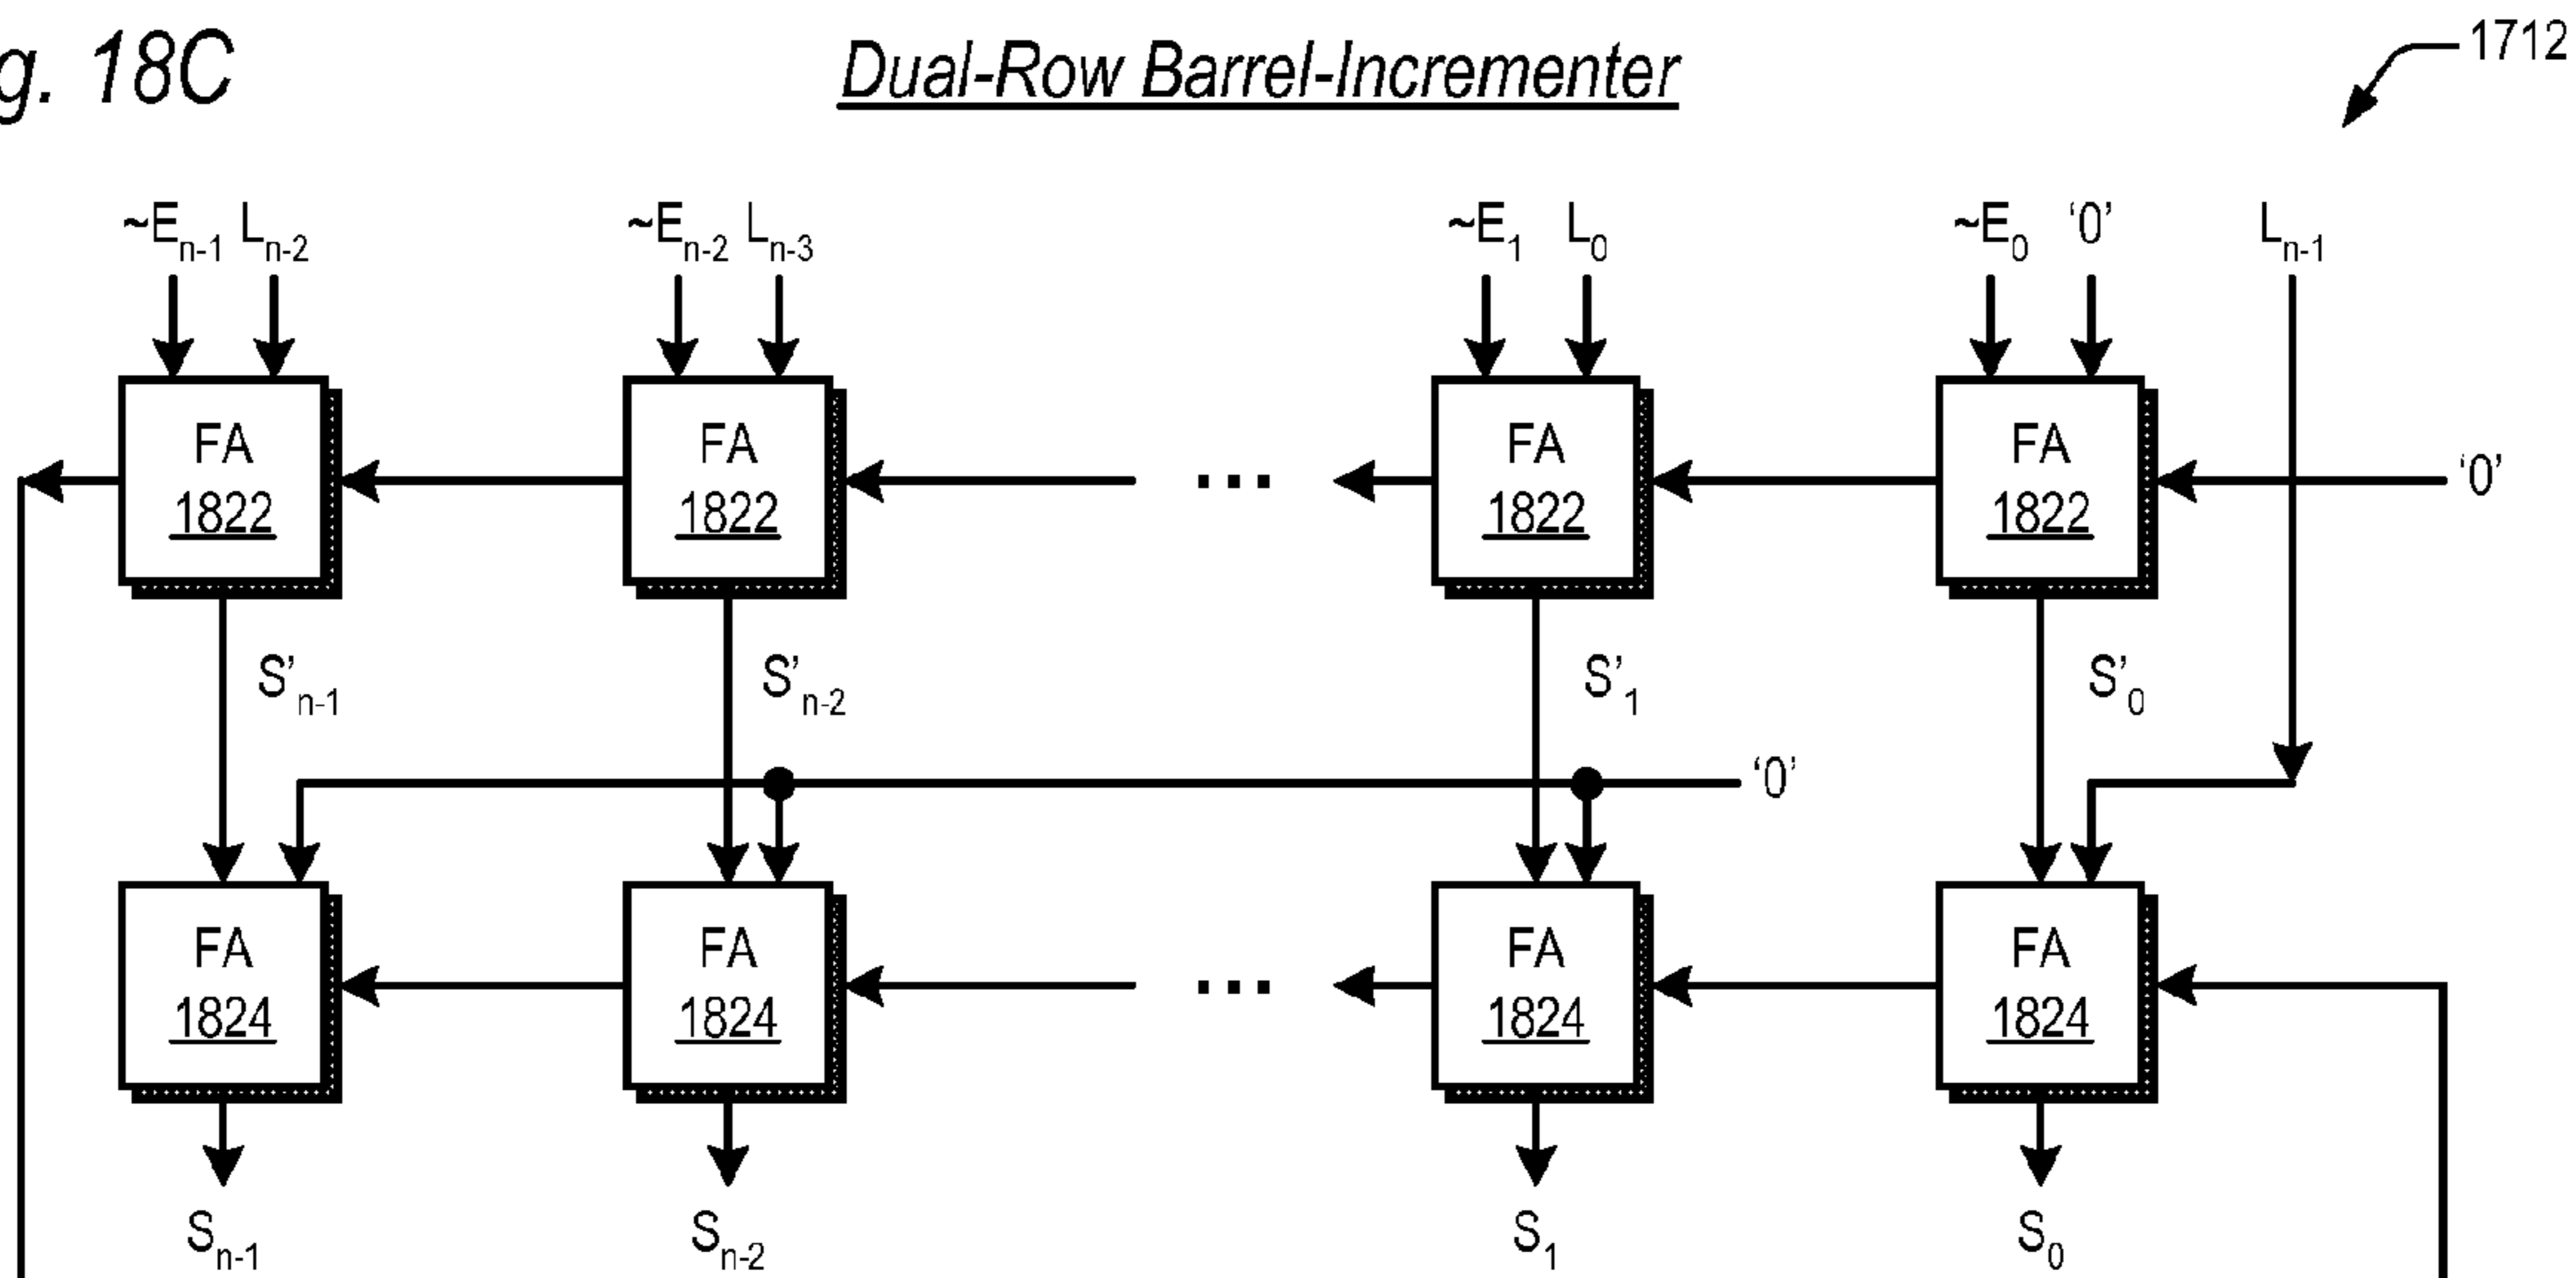 g. 18C
Dual-Row Barrel-Incrementer
1712
~Eₙ₋₁ Lₙ₋₂ ~Eₙ₋₂ Lₙ₋₃ ~E₁ L₀ ~E₀ '0' Lₙ₋₁
FA FA FA FA
1822 1822 ... 1822 1822 '0'
S'ₙ₋₁ S'ₙ₋₂ S'₁ S'₀
'0'
FA FA FA FA
1824 1824 ... 1824 1824
Sₙ₋₁ Sₙ₋₂ S₁ S₀